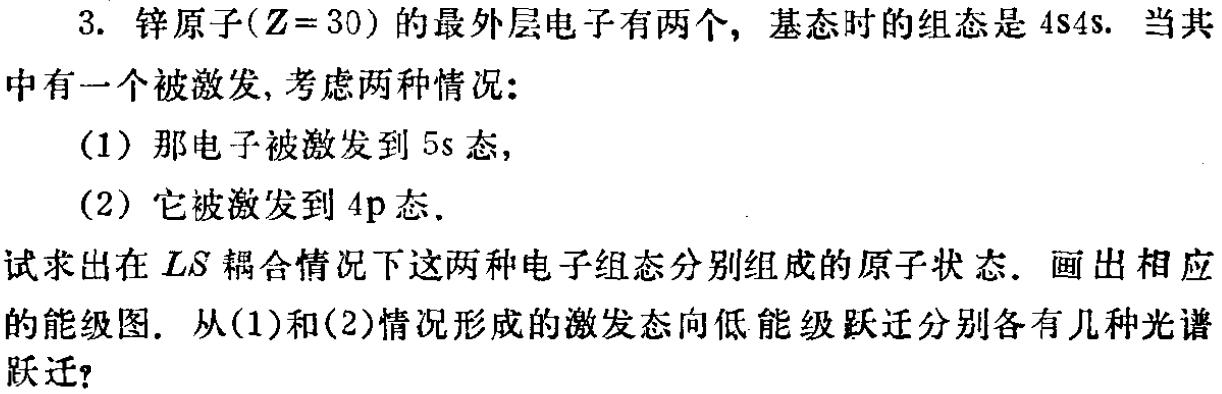 3. 锌原子(Z=30) 的最外层电子有两个, 基态时的组态是 4s4s. 当其
中有一个被激发, 考虑两种情况:
(1) 那电子被激发到 5s 态,
(2) 它被激发到 4p 态.
试求出在 LS 耦合情况下这两种电子组态分别组成的原子状态. 画出相应
的能级图. 从(1)和(2)情况形成的激发态向低能级跃迁分别各有几种光谱
跃迁?